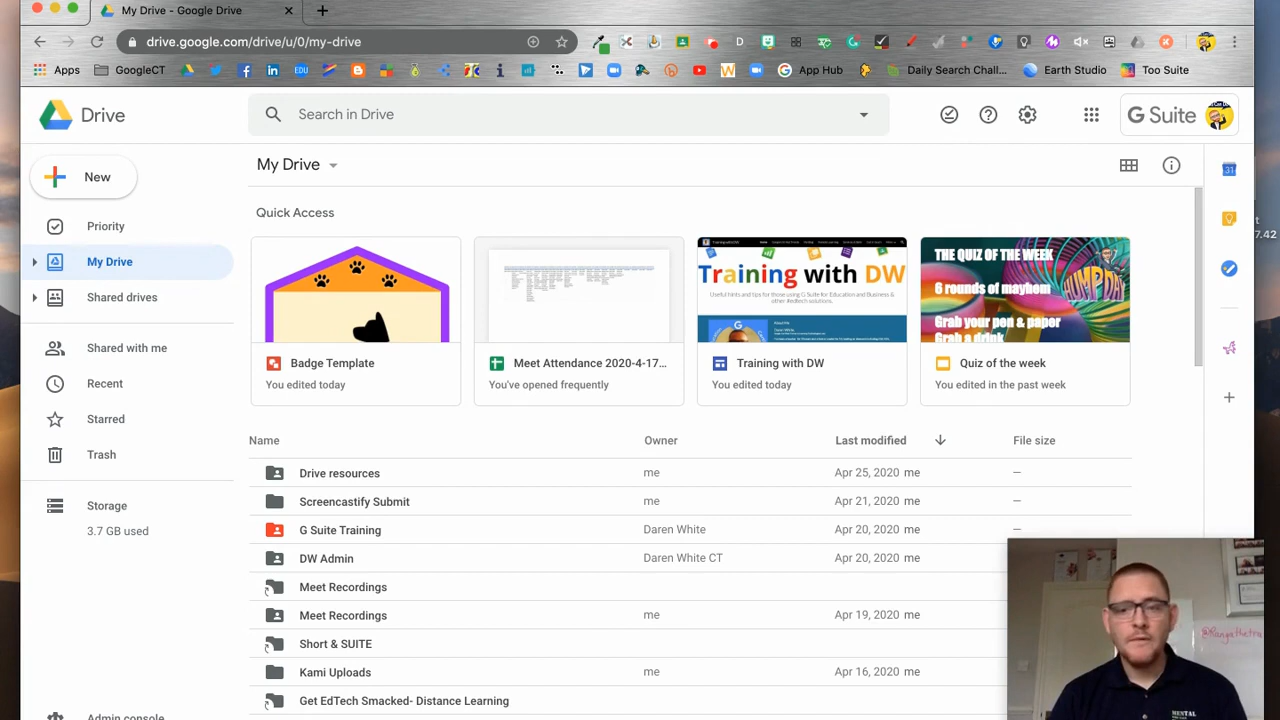 My Drive - Google Drive
drive.google.com/drive/u/0/my-drive
Apps
GoogleCT
EDU
App Hub
Daily Search Chall...
Earth Studio
Too Suite
Drive
Search in Drive
G Suite
My Drive
New
Priority
My Drive
Shared drives
Shared with me
Recent
Starred
Trash
Storage
3.7 GB used
Admin console
Quick Access
Badge Template
You edited today
Meet Attendance 2020-4-17...
You've opened frequently
Training with DW
Useful hints and tips for those using G Suite for Education and Business &
other #edtech solutions.
Training with DW
You edited today
THE QUIZ OF THE WEEK
6 rounds of mayhem
Grab your pen & paper
Grab a drink
HUMPDAY
Quiz of the week
You edited in the past week
Name Owner Last modified File size
Drive resources me Apr 25, 2020 me —
Screencastify Submit me Apr 21, 2020 me —
G Suite Training Daren White Apr 20, 2020 me —
DW Admin Daren White CT Apr 20, 2020 me
Meet Recordings
Meet Recordings me Apr 19, 2020 me
Short & SUITE
Kami Uploads me Apr 16, 2020 me
Get EdTech Smacked- Distance Learning
31
t
7.42
MENTAL